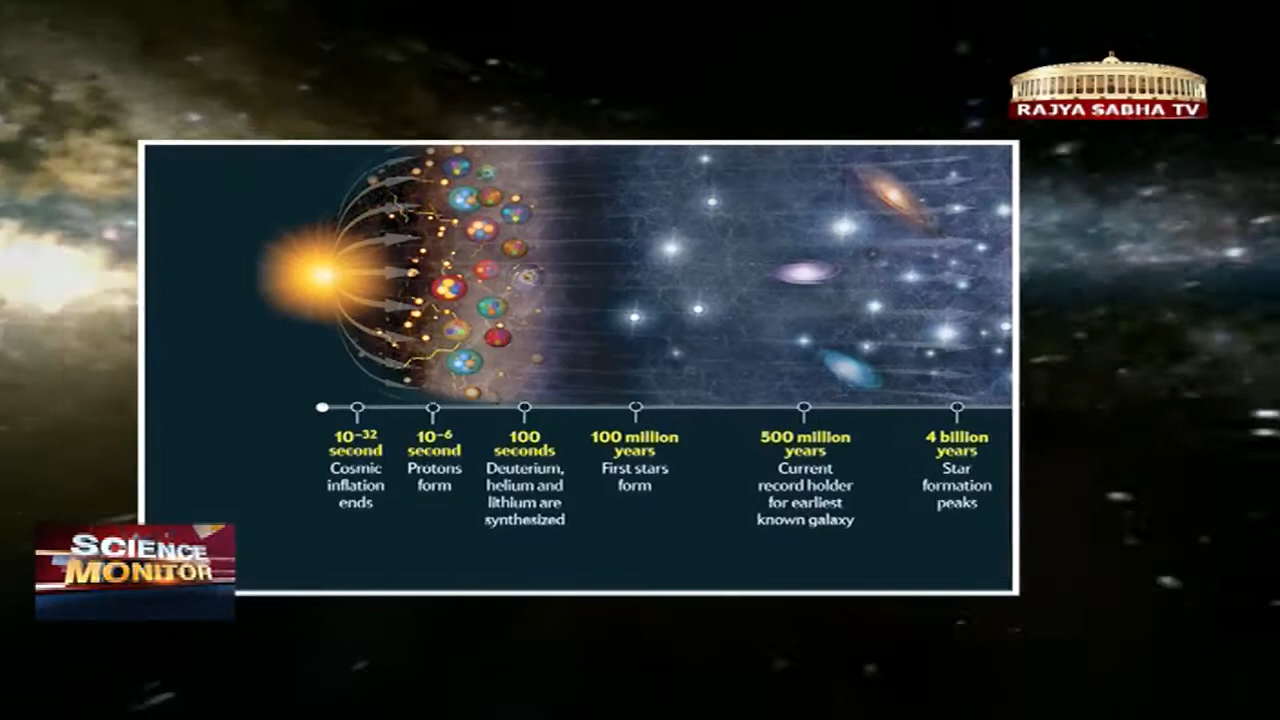 RAJYA SABHA TV
10⁻³²
second
Cosmic
inflation
ends
10⁻⁶
second
Protons
form
100
seconds
Deuterium,
helium and
lithium are
synthesized
100 million
years
First stars
form
500 million
years
Current
record holder
for earliest
known galaxy
4 billion
years
Star
formation
peaks
SCIENCE
MONITOR